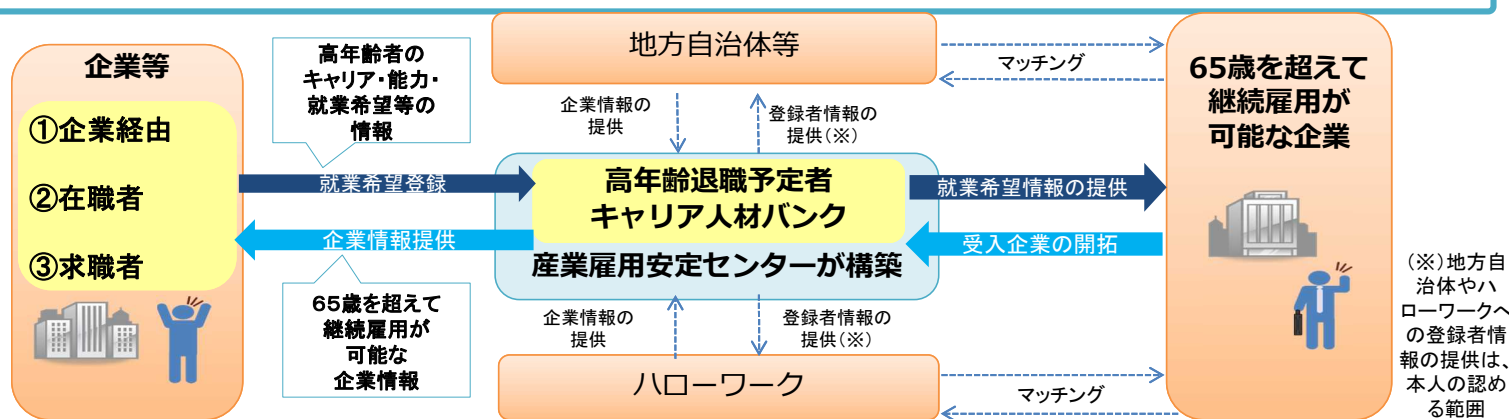 企業等
①企業経由
②在職者
③求職者
高年齢者の
キャリア・能力・
就業希望等の
情報
就業希望登録
企業情報提供
65歳を超えて
継続雇用が
可能な
企業情報
地方自治体等
企業情報の
提供
登録者情報の
提供(※)
高年齢退職予定者
キャリア人材バンク
産業雇用安定センターが構築
企業情報の
提供
登録者情報の
提供(※)
ハローワーク
マッチング
就業希望情報の提供
受入企業の開拓
マッチング
65歳を超えて
継続雇用が
可能な企業
(※)地方自
治体やハ
ローワークへ
の登録者情
報の提供は、
本人の認め
る範囲